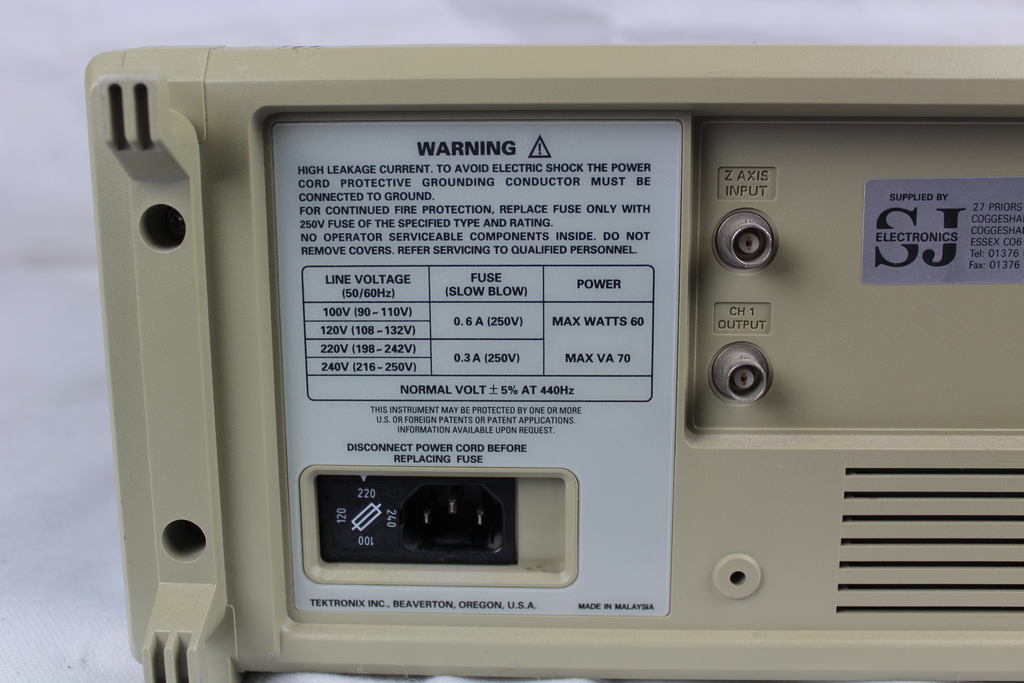 WARNING
HIGH LEAKAGE CURRENT. TO AVOID ELECTRIC SHOCK THE POWER
CORD PROTECTIVE GROUNDING CONDUCTOR MUST BE
CONNECTED TO GROUND.
FOR CONTINUED FIRE PROTECTION, REPLACE FUSE ONLY WITH
250V FUSE OF THE SPECIFIED TYPE AND RATING.
NO OPERATOR SERVICEABLE COMPONENTS INSIDE. DO NOT
REMOVE COVERS. REFER SERVICING TO QUALIFIED PERSONNEL.
LINE VOLTAGE
(50/60Hz)
FUSE
(SLOW BLOW)
POWER
100V (90~110V)
120V (108~132V)
0.6 A (250V)
MAX WATTS 60
220V (198~242V)
240V (216~250V)
0.3 A (250V)
MAX VA 70
NORMAL VOLT ± 5% AT 440Hz
THIS INSTRUMENT MAY BE PROTECTED BY ONE OR MORE
U.S. OR FOREIGN PATENTS OR PATENT APPLICATIONS.
INFORMATION AVAILABLE UPON REQUEST.
DISCONNECT POWER CORD BEFORE
REPLACING FUSE
220
120
240
100
TEKTRONIX INC., BEAVERTON, OREGON, U.S.A.
MADE IN MALAYSIA
Z AXIS
INPUT
CH 1
OUTPUT
SUPPLIED BY
SJ
ELECTRONICS
27 PRIORS
COGGESHA
COGGESHA
ESSEX CO6
Tel: 01376
Fax: 01376